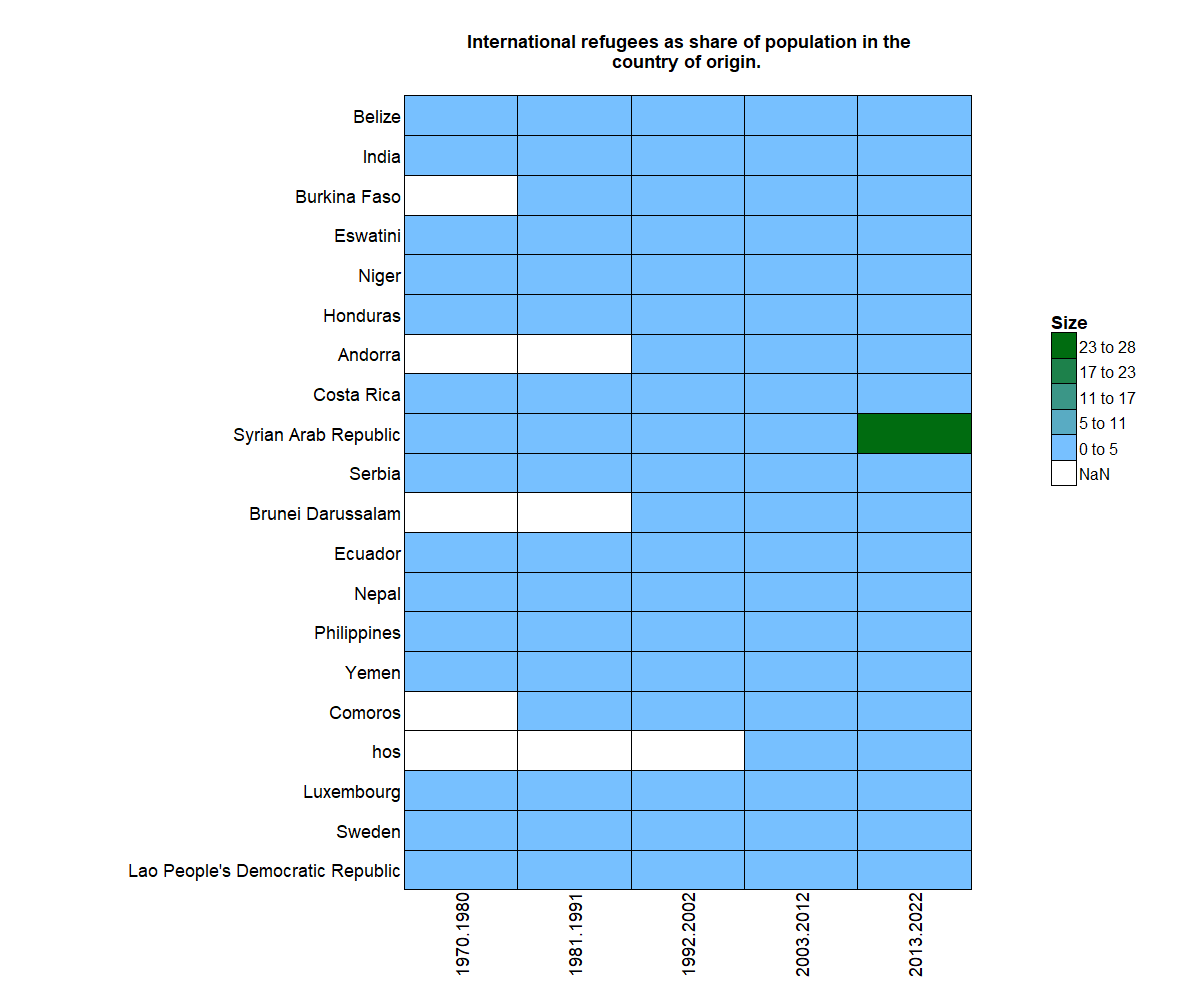 International refugees as share of population in the
country of origin.
Belize
India
Burkina Faso
Eswatini
Niger
Honduras
Andorra
Costa Rica
Syrian Arab Republic
Serbia
Brunei Darussalam
Ecuador
Nepal
Philippines
Yemen
Comoros
hos
Luxembourg
Sweden
Lao People's Democratic Republic
1970.1980
1981.1991
1992.2002
2003.2012
2013.2022
Size
23 to 28
17 to 23
11 to 17
5 to 11
0 to 5
NaN